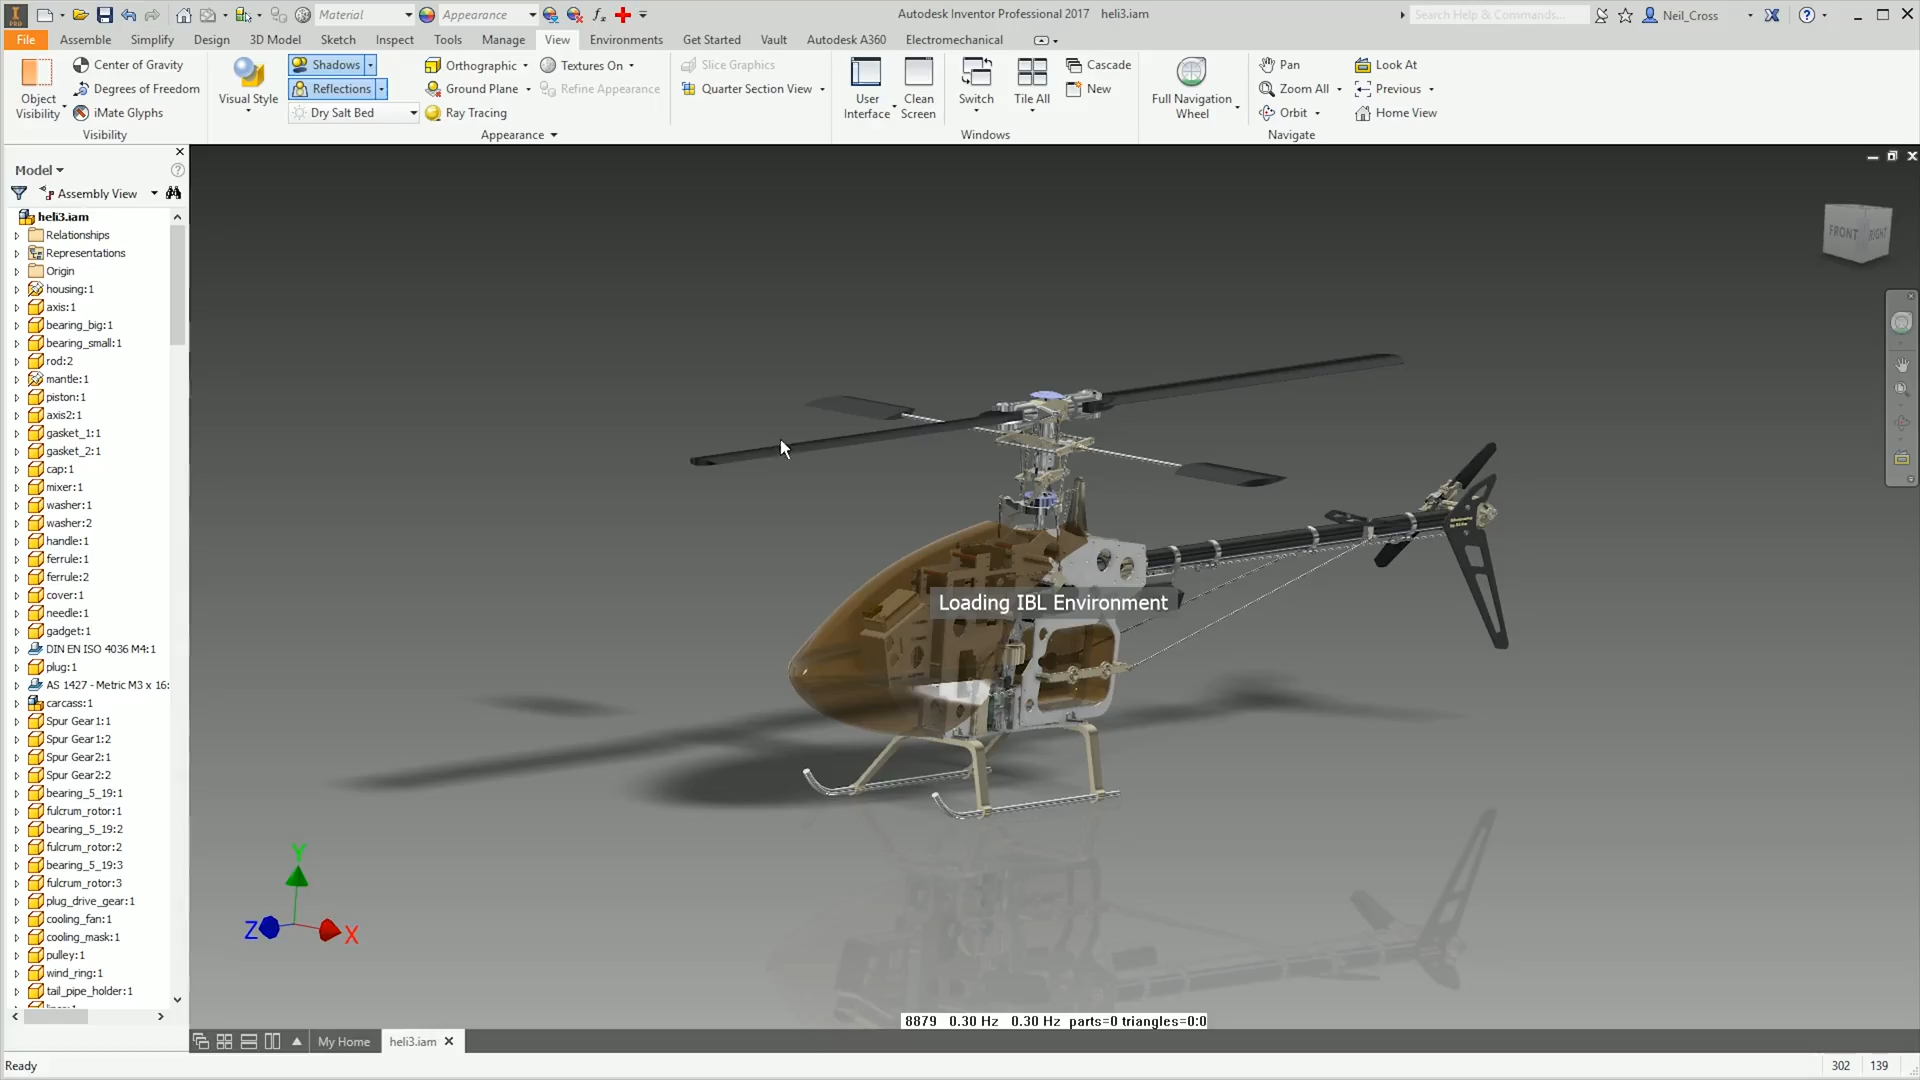 Material
Appearance
Autodesk Inventor Professional 2017 heli3.iam
Search Help & Commands...
Neil_Cross
File Assemble Simplify Design 3D Model Sketch Inspect Tools Manage View Environments Get Started Vault Autodesk A360 Electromechanical
Object Visibility
Center of Gravity
Degrees of Freedom
iMate Glyphs
Visibility
Visual Style
Shadows
Reflections
Dry Salt Bed
Orthographic
Ground Plane
Ray Tracing
Textures On
Refine Appearance
Appearance
Slice Graphics
Quarter Section View
User Interface
Clean Screen
Switch
Tile All
Cascade
New
Windows
Full Navigation Wheel
Pan
Zoom All
Orbit
Look At
Previous
Home View
Navigate
Model
Assembly View
heli3.iam
Relationships
Representations
Origin
housing:1
axis:1
bearing_big:1
bearing_small:1
rod:2
mantle:1
piston:1
axis2:1
gasket_1:1
gasket_2:1
cap:1
mixer:1
washer:1
washer:2
handle:1
ferrule:1
ferrule:2
cover:1
needle:1
gadget:1
DIN EN ISO 4036 M4:1
plug:1
AS 1427 - Metric M3 x 16:
carcass:1
Spur Gear1:1
Spur Gear1:2
Spur Gear2:1
Spur Gear2:2
bearing_5_19:1
fulcrum_rotor:1
bearing_5_19:2
fulcrum_rotor:2
bearing_5_19:3
fulcrum_rotor:3
plug_drive_gear:1
cooling_fan:1
cooling_mask:1
pulley:1
wind_ring:1
tail_pipe_holder:1
FRONT RIGHT
Loading IBL Environment
Y
Z
X
8879 0.30 Hz 0.30 Hz parts=0 triangles=0:0
My Home heli3.iam
Ready
302 139